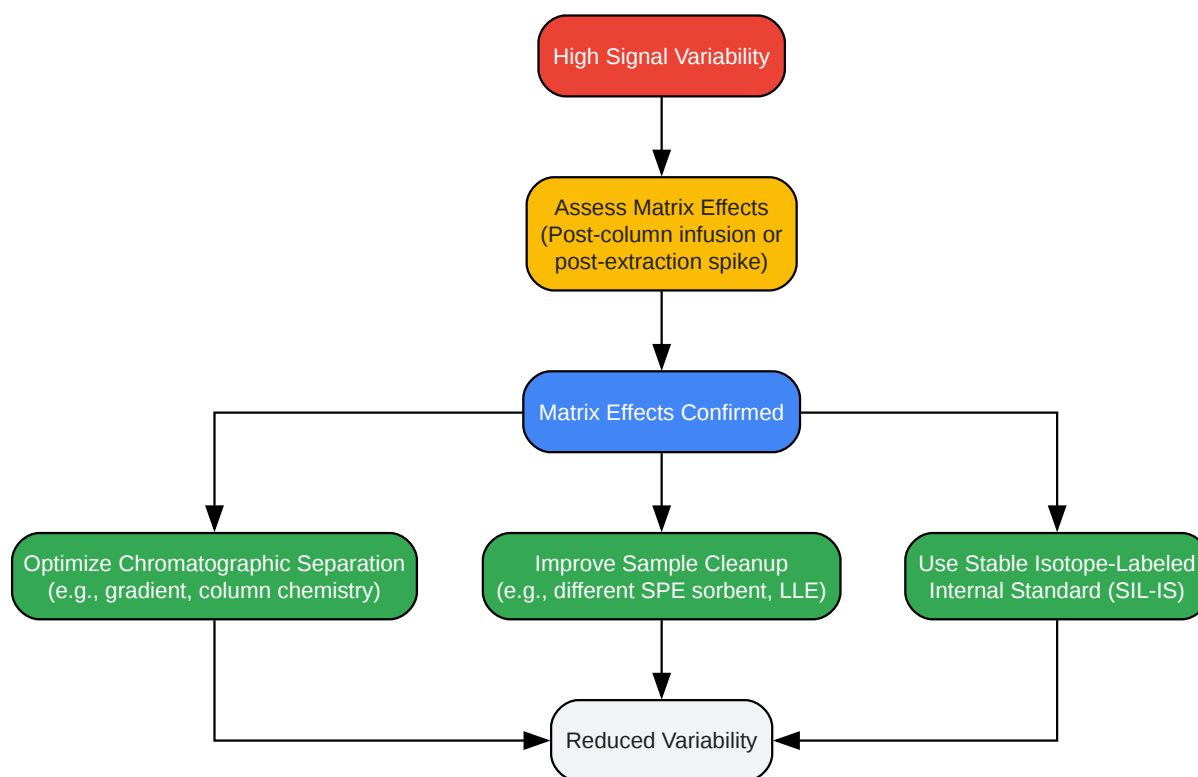 High Signal Variability
Assess Matrix Effects
(Post-column infusion or
post-extraction spike)
Matrix Effects Confirmed
Optimize Chromatographic Separation
(e.g., gradient, column chemistry)
Improve Sample Cleanup
(e.g., different SPE sorbent, LLE)
Use Stable Isotope-Labeled
Internal Standard (SIL-IS)
Reduced Variability